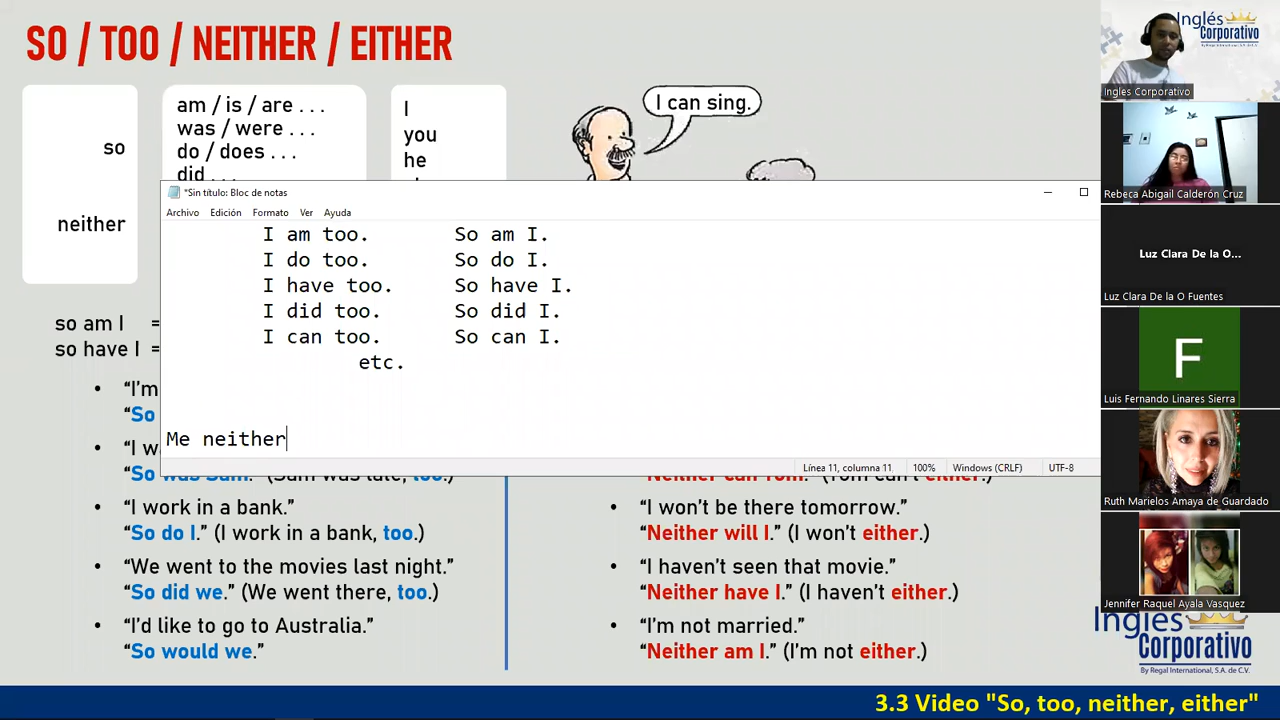 SO / TOO / NEITHER / EITHER
so
neither
am / is / are . . .
was / were . . .
do / does . . .
did . . .
I
you
he
I can sing.
*Sin título: Bloc de notas
Archivo Edición Formato Ver Ayuda
I am too. So am I.
I do too. So do I.
I have too. So have I.
I did too. So did I.
I can too. So can I.
etc.
Me neither
Línea 11, columna 11 100% Windows (CRLF) UTF-8
so am I =
so have I =
• “I’m
“So
• “I wa
“So was Sam.” (Sam was late, too.)
• “I work in a bank.”
“So do I.” (I work in a bank, too.)
• “We went to the movies last night.”
“So did we.” (We went there, too.)
• “I’d like to go to Australia.”
“So would we.”
“Neither can Tom.” (Tom can’t either.)
• “I won’t be there tomorrow.”
“Neither will I.” (I won’t either.)
• “I haven’t seen that movie.”
“Neither have I.” (I haven’t either.)
• “I’m not married.”
“Neither am I.” (I’m not either.)
Inglés
Corporativo
Ingles Corporativo
Rebeca Abigail Calderón Cruz
Luz Clara De la O...
Luz Clara De la O Fuentes
F
Luis Fernando Linares Sierra
Ruth Marielos Amaya de Guardado
Jennifer Raquel Ayala Vasquez
Inglés
Corporativo
By Regal International, S.A. de C.V.
3.3 Video "So, too, neither, either"